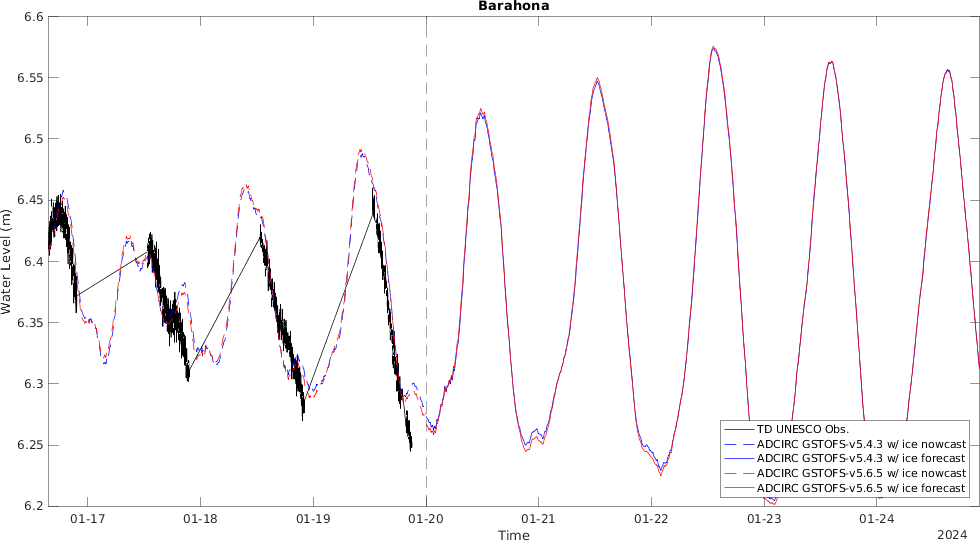 Barahona
6.6
6.55
6.5
6.45
6.4
6.35
6.3
6.25
6.2
Water Level (m)
TD UNESCO Obs.
ADCIRC GSTOFS-v5.4.3 w/ ice nowcast
ADCIRC GSTOFS-v5.4.3 w/ ice forecast
ADCIRC GSTOFS-v5.6.5 w/ ice nowcast
ADCIRC GSTOFS-v5.6.5 w/ ice forecast
01-17 01-18 01-19 01-20 01-21 01-22 01-23 01-24
Time
2024